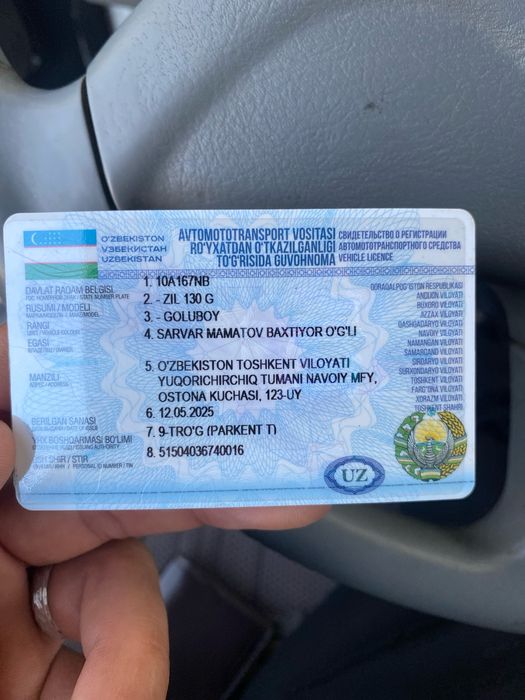 O'ZBEKISTON
УЗБЕКИСТАН
UZBEKISTAN
AVTOMOTOTRANSPORT VOSITASI
RO'YXATDAN O'TKAZILGANLIGI
TO'G'RISIDA GUVOHNOMA
СВИДЕТЕЛЬСТВО О РЕГИСТРАЦИИ
АВТОМОТОТРАНСПОРТНОГО СРЕДСТВА
VEHICLE LICENCE
DAVLAT RAQAM BELGISI
STATE NUMBER PLATE
1. 10A167NB
RUSUMI / MODELI
2. - ZIL 130 G
RANGI
3. - GOLUBOY
EGASI
4. SARVAR MAMATOV BAXTIYOR O'G'LI
MANZILI
5. O'ZBEKISTON TOSHKENT VILOYATI
YUQORICHIRCHIQ TUMANI NAVOIY MFY,
OSTONA KUCHASI, 123-UY
BERILGAN SANASI
6. 12.05.2025
YHX BOSHQARMASI BO'LIMI
7. 9-TRO'G (PARKENT T)
SHIR / STIR
8. 51504036740016
QORAQALPOG'ISTON RESPUBLIKASI
ANDIJON VILOYATI
BUXORO VILOYATI
JIZZAX VILOYATI
QASHQADARYO VILOYATI
NAVOIY VILOYATI
NAMANGAN VILOYATI
SAMARQAND VILOYATI
SIRDARYO VILOYATI
SURXONDARYO VILOYATI
TOSHKENT VILOYATI
FARG'ONA VILOYATI
XORAZM VILOYATI
TOSHKENT SHAHRI
UZ